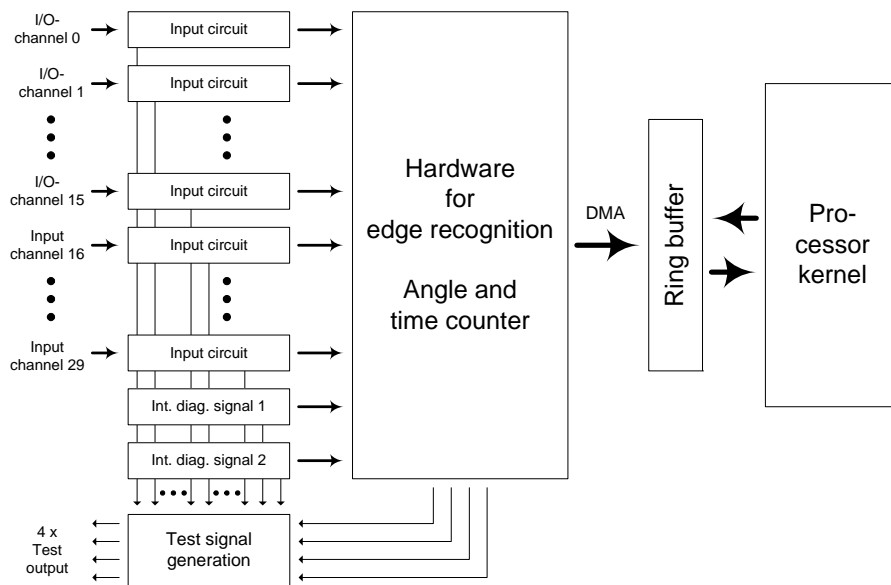 I/O-
channel 0
Input circuit
I/O-
channel 1
Input circuit
I/O-
channel 15
Input circuit
Input
channel 16
Input circuit
Input
channel 29
Input circuit
Int. diag. signal 1
Int. diag. signal 2
4 x
Test
output
Test signal
generation
Hardware
for
edge recognition
Angle and
time counter
DMA
Ring buffer
Pro-
cessor
kernel